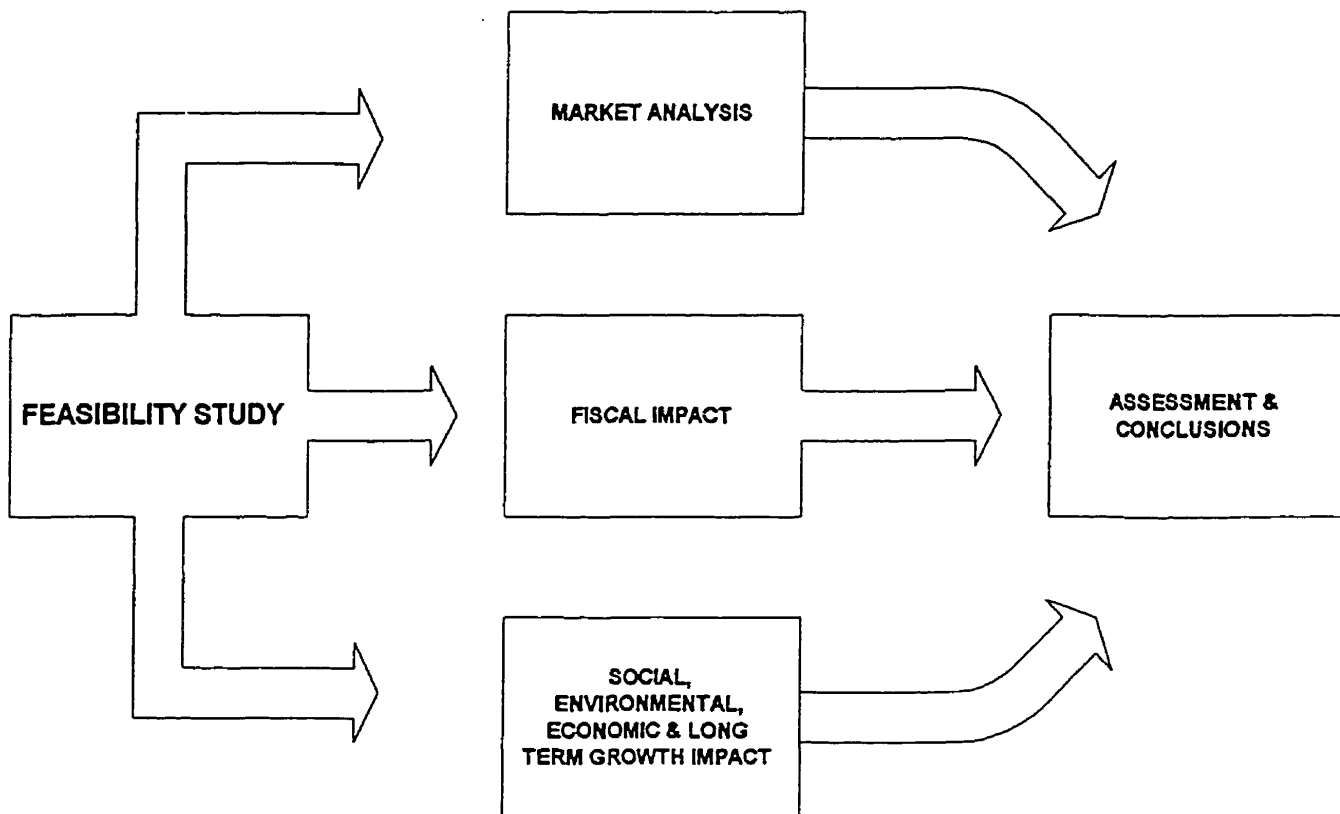 MARKET ANALYSIS
FEASIBILITY STUDY
FISCAL IMPACT
ASSESSMENT &
CONCLUSIONS
SOCIAL,
ENVIRONMENTAL,
ECONOMIC & LONG
TERM GROWTH IMPACT